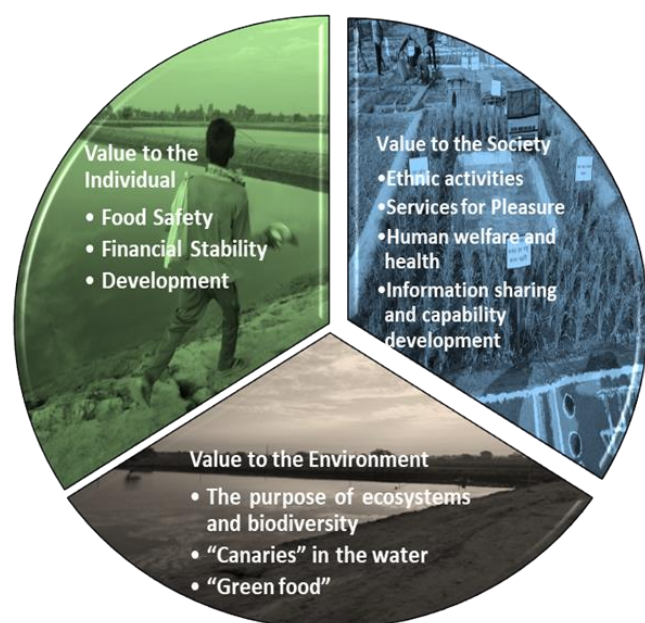 Value to the
Individual
• Food Safety
• Financial Stability
• Development
Value to the Society
•Ethnic activities
•Services for Pleasure
•Human welfare and
health
•Information sharing
and capability
development
Value to the Environment
• The purpose of ecosystems
and biodiversity
• “Canaries” in the water
• “Green food”